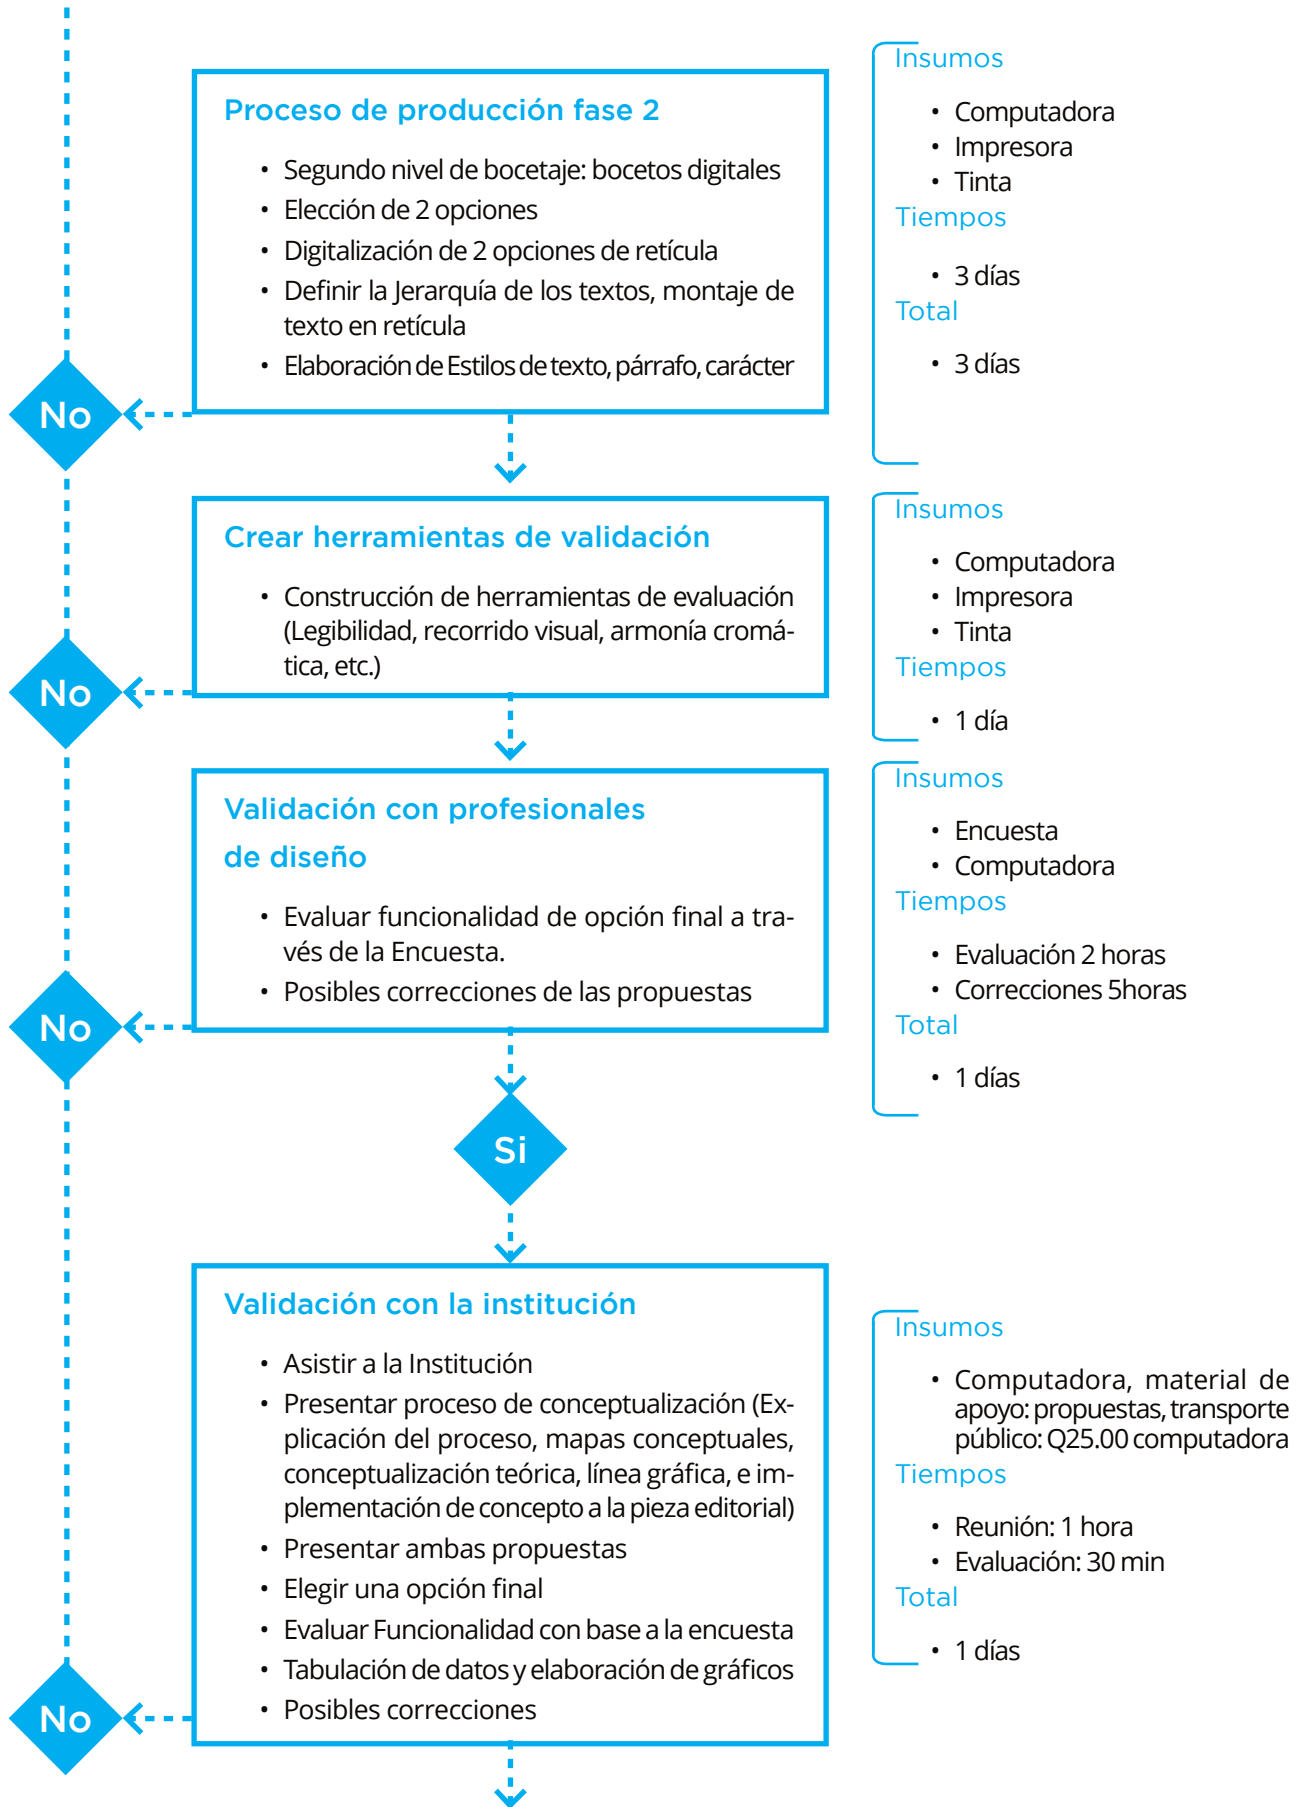 Proceso de producción fase 2
• Segundo nivel de bocetaje: bocetos digitales
• Elección de 2 opciones
• Digitalización de 2 opciones de retícula
• Definir la Jerarquía de los textos, montaje de
texto en retícula
• Elaboración de Estilos de texto, párrafo, carácter
Insumos
• Computadora
• Impresora
• Tinta
Tiempos
• 3 días
Total
• 3 días
No
Crear herramientas de validación
• Construcción de herramientas de evaluación
(Legibilidad, recorrido visual, armonía cromá-
tica, etc.)
Insumos
• Computadora
• Impresora
• Tinta
Tiempos
• 1 día
No
Validación con profesionales
de diseño
• Evaluar funcionalidad de opción final a tra-
vés de la Encuesta.
• Posibles correcciones de las propuestas
Insumos
• Encuesta
• Computadora
Tiempos
• Evaluación 2 horas
• Correcciones 5horas
Total
• 1 días
No
Si
Validación con la institución
• Asistir a la Institución
• Presentar proceso de conceptualización (Ex-
plicación del proceso, mapas conceptuales,
conceptualización teórica, línea gráfica, e im-
plementación de concepto a la pieza editorial)
• Presentar ambas propuestas
• Elegir una opción final
• Evaluar Funcionalidad con base a la encuesta
• Tabulación de datos y elaboración de gráficos
• Posibles correcciones
Insumos
• Computadora, material de
apoyo: propuestas, transporte
público: Q25.00 computadora
Tiempos
• Reunión: 1 hora
• Evaluación: 30 min
Total
• 1 días
No